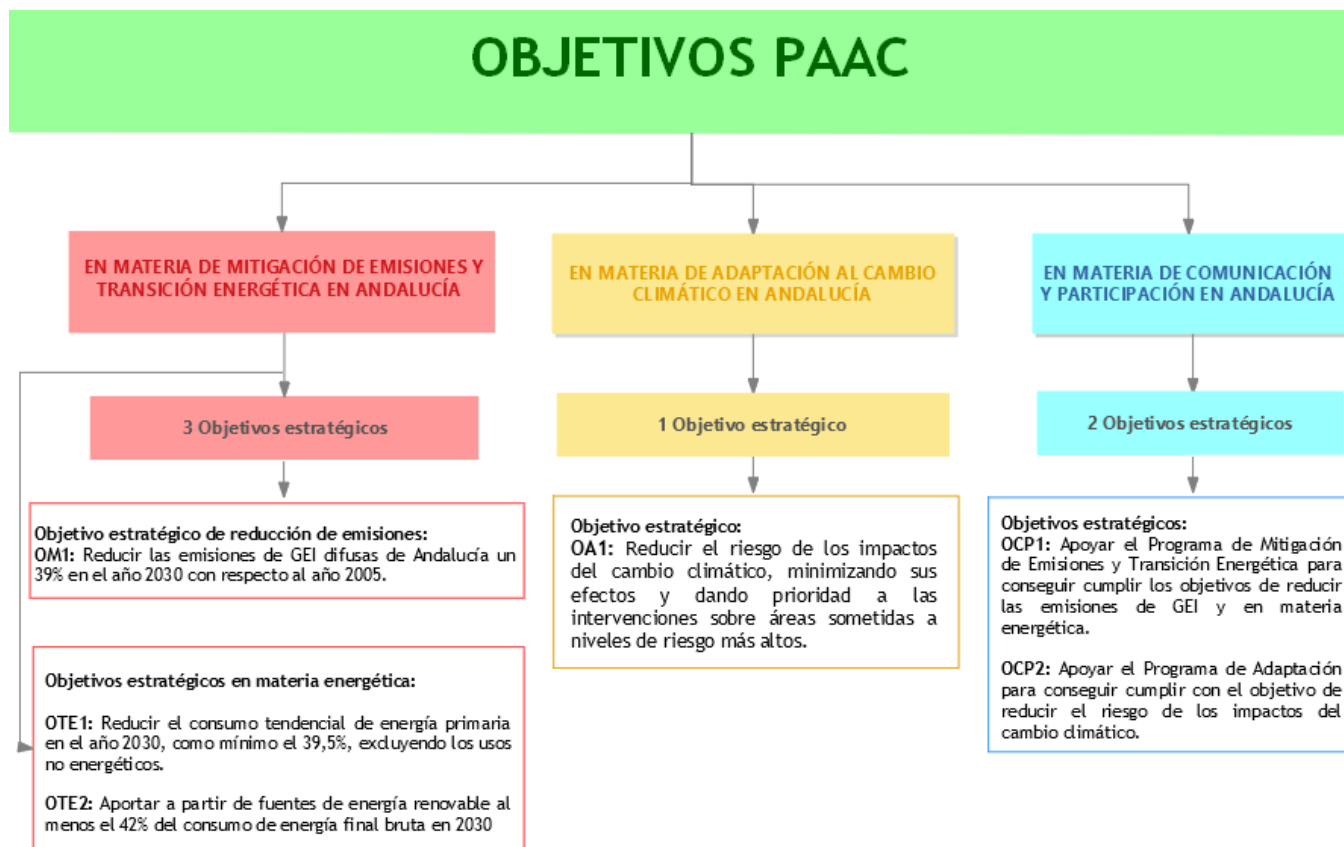 OBJETIVOS PAAC
EN MATERIA DE MITIGACIÓN DE EMISIONES Y
TRANSICIÓN ENERGÉTICA EN ANDALUCÍA
3 Objetivos estratégicos
Objetivo estratégico de reducción de emisiones:
OM1: Reducir las emisiones de GEI difusas de Andalucía un
39% en el año 2030 con respecto al año 2005.
Objetivos estratégicos en materia energética:
OTE1: Reducir el consumo tendencial de energía primaria
en el año 2030, como mínimo el 39,5%, excluyendo los usos
no energéticos.
OTE2: Aportar a partir de fuentes de energía renovable al
menos el 42% del consumo de energía final bruta en 2030
EN MATERIA DE ADAPTACIÓN AL CAMBIO
CLIMÁTICO EN ANDALUCÍA
1 Objetivo estratégico
Objetivo estratégico:
OA1: Reducir el riesgo de los impactos
del cambio climático, minimizando sus
efectos y dando prioridad a las
intervenciones sobre áreas sometidas a
niveles de riesgo más altos.
EN MATERIA DE COMUNICACIÓN
Y PARTICIPACIÓN EN ANDALUCÍA
2 Objetivos estratégicos
Objetivos estratégicos:
OCP1: Apoyar el Programa de Mitigación
de Emisiones y Transición Energética para
conseguir cumplir los objetivos de reducir
las emisiones de GEI y en materia
energética.
OCP2: Apoyar el Programa de Adaptación
para conseguir cumplir con el objetivo de
reducir el riesgo de los impactos del
cambio climático.